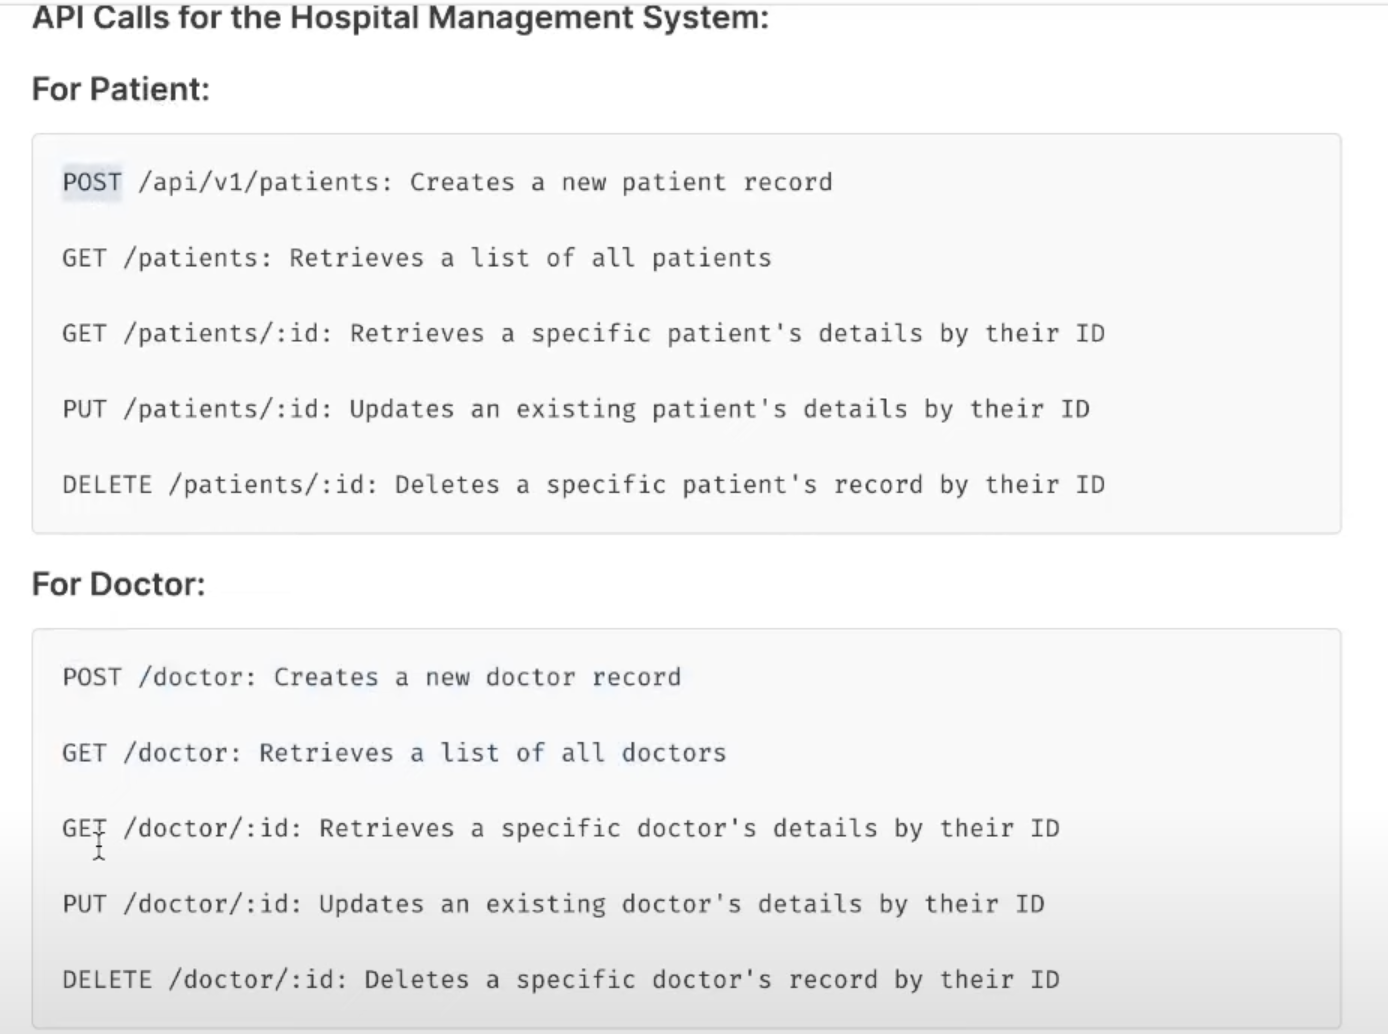 API Calls for the Hospital Management System:
For Patient:
POST /api/v1/patients: Creates a new patient record
GET /patients: Retrieves a list of all patients
GET /patients/:id: Retrieves a specific patient's details by their ID
PUT /patients/:id: Updates an existing patient's details by their ID
DELETE /patients/:id: Deletes a specific patient's record by their ID
For Doctor:
POST /doctor: Creates a new doctor record
GET /doctor: Retrieves a list of all doctors
GET /doctor/:id: Retrieves a specific doctor's details by their ID
PUT /doctor/:id: Updates an existing doctor's details by their ID
DELETE /doctor/:id: Deletes a specific doctor's record by their ID